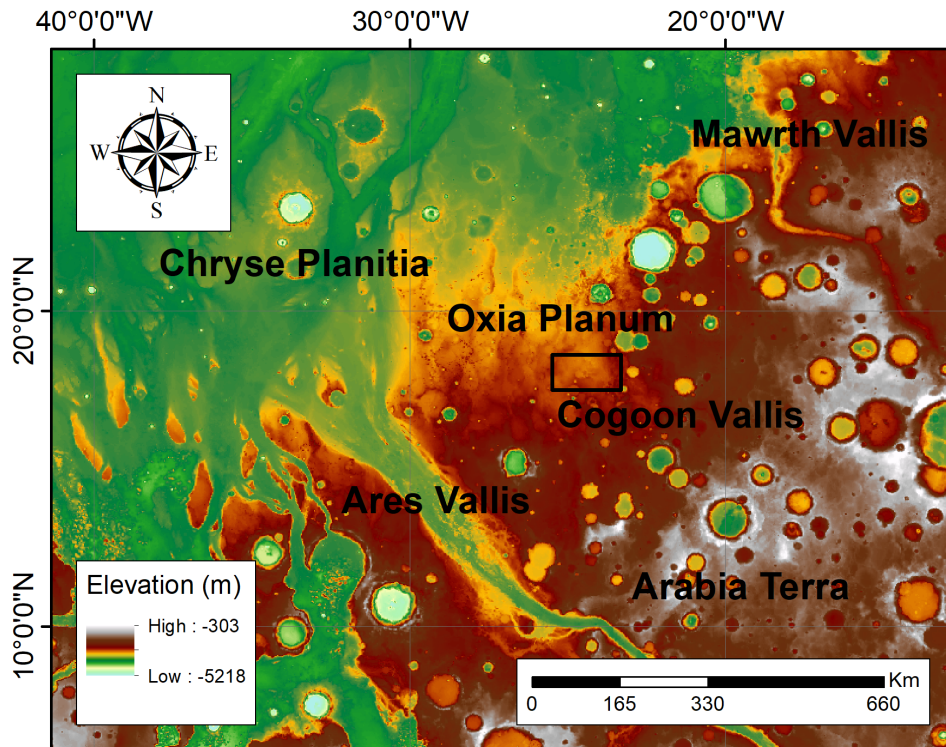 40°0'0"W 30°0'0"W 20°0'0"W
N
W E
S
Mawrth Vallis
Chryse Planitia
20°0'0"N
Oxia Planum
Cogoon Vallis
Ares Vallis
Arabia Terra
10°0'0"N
Elevation (m)
High : -303
Low : -5218
Km
0 165 330 660